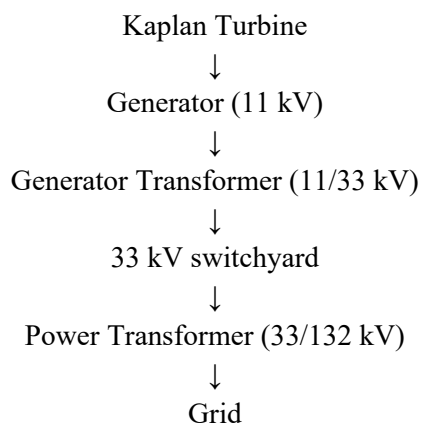 Kaplan Turbine
↓
Generator (11 kV)
↓
Generator Transformer (11/33 kV)
↓
33 kV switchyard
↓
Power Transformer (33/132 kV)
↓
Grid